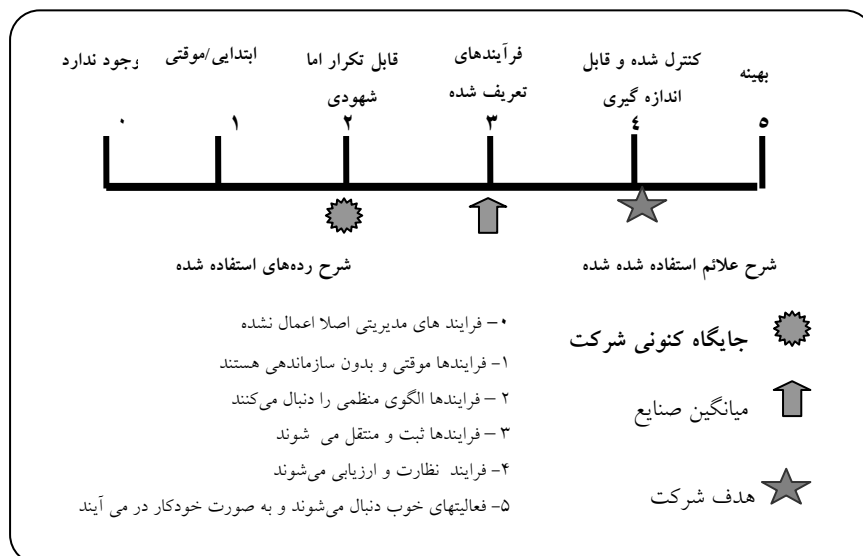 وجود ندارد
ابتدایی/موقتی
قابل تکرار اما
شهودی
فرآیندهای
تعریف شده
کنترل شده و قابل
اندازه گیری
بهینه
۰ ۱ ۲ ۳ ۴ ۵
شرح علائم استفاده شده شده
جایگاه کنونی شرکت
میانگین صنایع
هدف شرکت
شرح رده‌های استفاده شده
۰– فرایند های مدیریتی اصلا اعمال نشده
۱- فرایندها موقتی و بدون سازماندهی هستند
۲ – فرایندها الگوی منظمی را دنبال می‌کنند
۳ – فرایندها ثبت و منتقل می شوند
۴- فرایند نظارت و ارزیابی می‌شوند
۵- فعالیتهای خوب دنبال می‌شوند و به صورت خودکار در می آیند